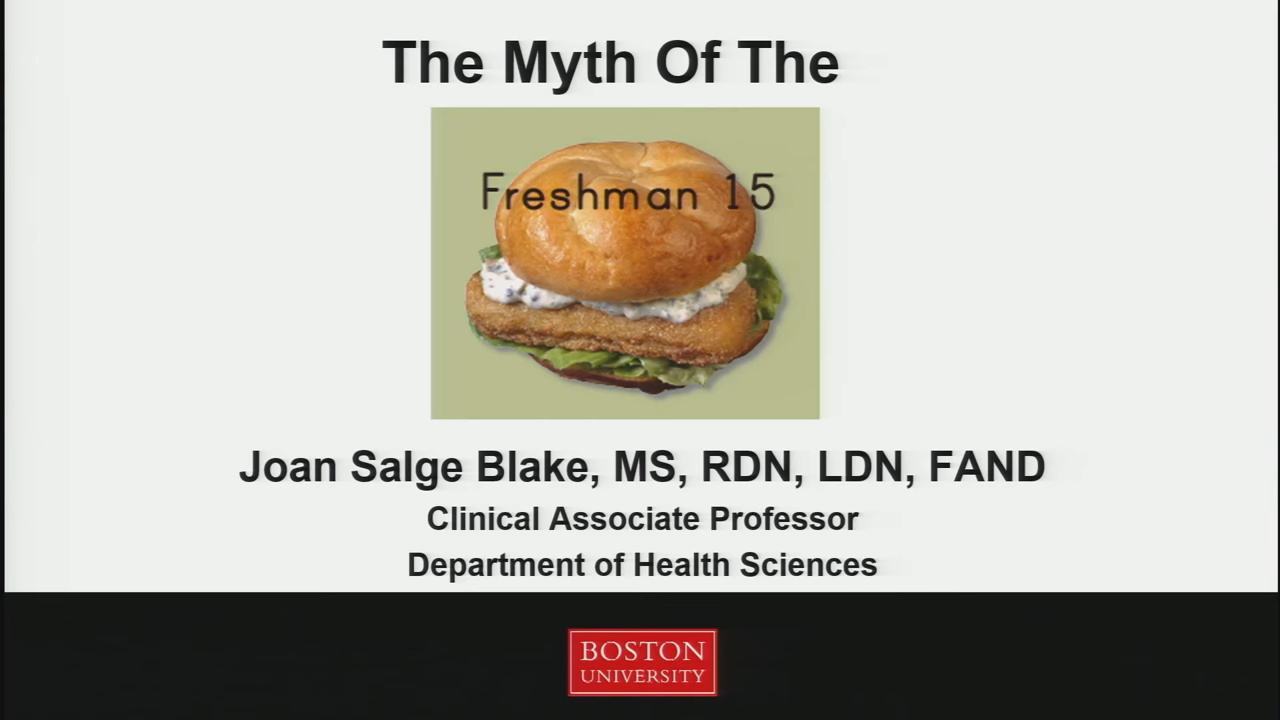 The Myth Of The
Freshman 15
Joan Salge Blake, MS, RDN, LDN, FAND
Clinical Associate Professor
Department of Health Sciences
BOSTON
UNIVERSITY